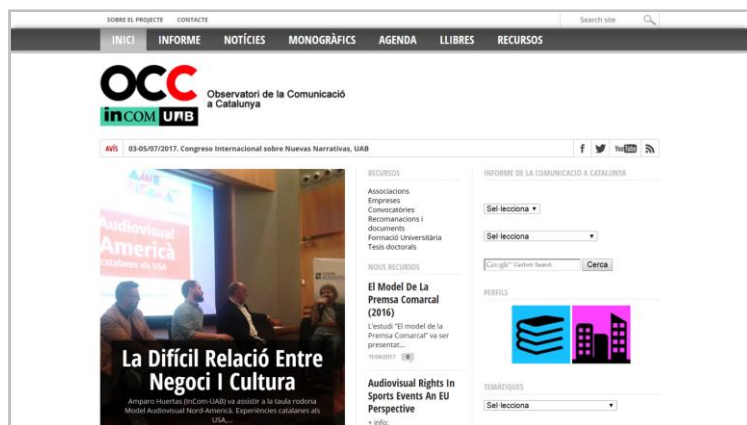 SOBRE EL PROJECTE CONTACTE
Search site
INICI INFORME NOTÍCIES MONOGRÀFICS AGENDA LLIBRES RECURSOS
OCC
inCOM UAB
Observatori de la Comunicació
a Catalunya
AVÍS 03-05/07/2017. Congreso Internacional sobre Nuevas Narrativas, UAB
f
You Tube
Audiovisual
Americà
catalanes als USA
La Difícil Relació Entre
Negoci I Cultura
Amparo Huertas (InCom-UAB) va assistir a la taula rodona
Model Audiovisual Nord-Americà. Experiències catalanes als
USA,...
RECURSOS
Associacions
Empreses
Convocatòries
Recomanacions i
documents
Formació Universitària
Tesis doctorals
NOUS RECURSOS
El Model De La
Premsa Comarcal
(2016)
L'estudi "El model de la
Premsa Comarcal" va ser
presentat...
11/04/2017 0
Audiovisual Rights In
Sports Events An EU
Perspective
+ info:
INFORME DE LA COMUNICACIÓ A CATALUNYA
Sel·lecciona
Sel·lecciona
Google Custom Search Cerca
PERFILS
TEMÀTIQUES
Sel·lecciona